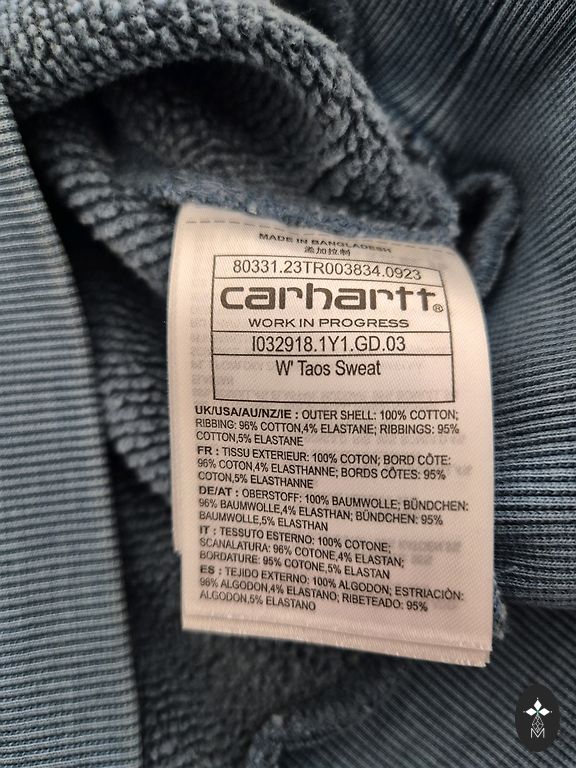 MADE IN BANGLADESH
孟加拉制
80331.23TR003834.0923
carhartt®
WORK IN PROGRESS
I032918.1Y1.GD.03
W' Taos Sweat
UK/USA/AU/NZ/IE : OUTER SHELL: 100% COTTON;
RIBBING: 96% COTTON,4% ELASTANE; RIBBINGS: 95%
COTTON,5% ELASTANE
FR : TISSU EXTERIEUR: 100% COTON; BORD CÔTE:
96% COTON,4% ELASTHANNE; BORDS CÔTES: 95%
COTON,5% ELASTHANNE
DE/AT : OBERSTOFF: 100% BAUMWOLLE; BÜNDCHEN:
96% BAUMWOLLE,4% ELASTHAN; BÜNDCHEN: 95%
BAUMWOLLE,5% ELASTHAN
IT : TESSUTO ESTERNO: 100% COTONE;
SCANALATURA: 96% COTONE,4% ELASTAN;
BORDATURE: 95% COTONE,5% ELASTAN
ES : TEJIDO EXTERNO: 100% ALGODON; ESTRIACIÓN:
96% ALGODON,4% ELASTANO; RIBETEADO: 95%
ALGODON,5% ELASTANO
M